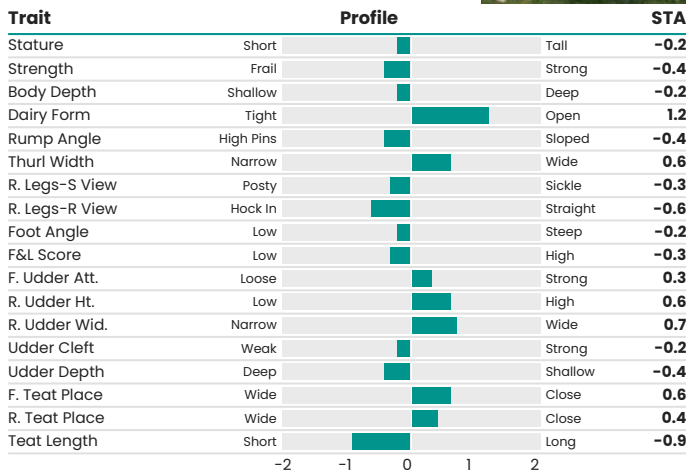 Trait Profile STA
Stature Short Tall -0.2
Strength Frail Strong -0.4
Body Depth Shallow Deep -0.2
Dairy Form Tight Open 1.2
Rump Angle High Pins Sloped -0.4
Thurl Width Narrow Wide 0.6
R. Legs-S View Posty Sickle -0.3
R. Legs-R View Hock In Straight -0.6
Foot Angle Low Steep -0.2
F&L Score Low High -0.3
F. Udder Att. Loose Strong 0.3
R. Udder Ht. Low High 0.6
R. Udder Wid. Narrow Wide 0.7
Udder Cleft Weak Strong -0.2
Udder Depth Deep Shallow -0.4
F. Teat Place Wide Close 0.6
R. Teat Place Wide Close 0.4
Teat Length Short Long -0.9
-2 -1 0 1 2